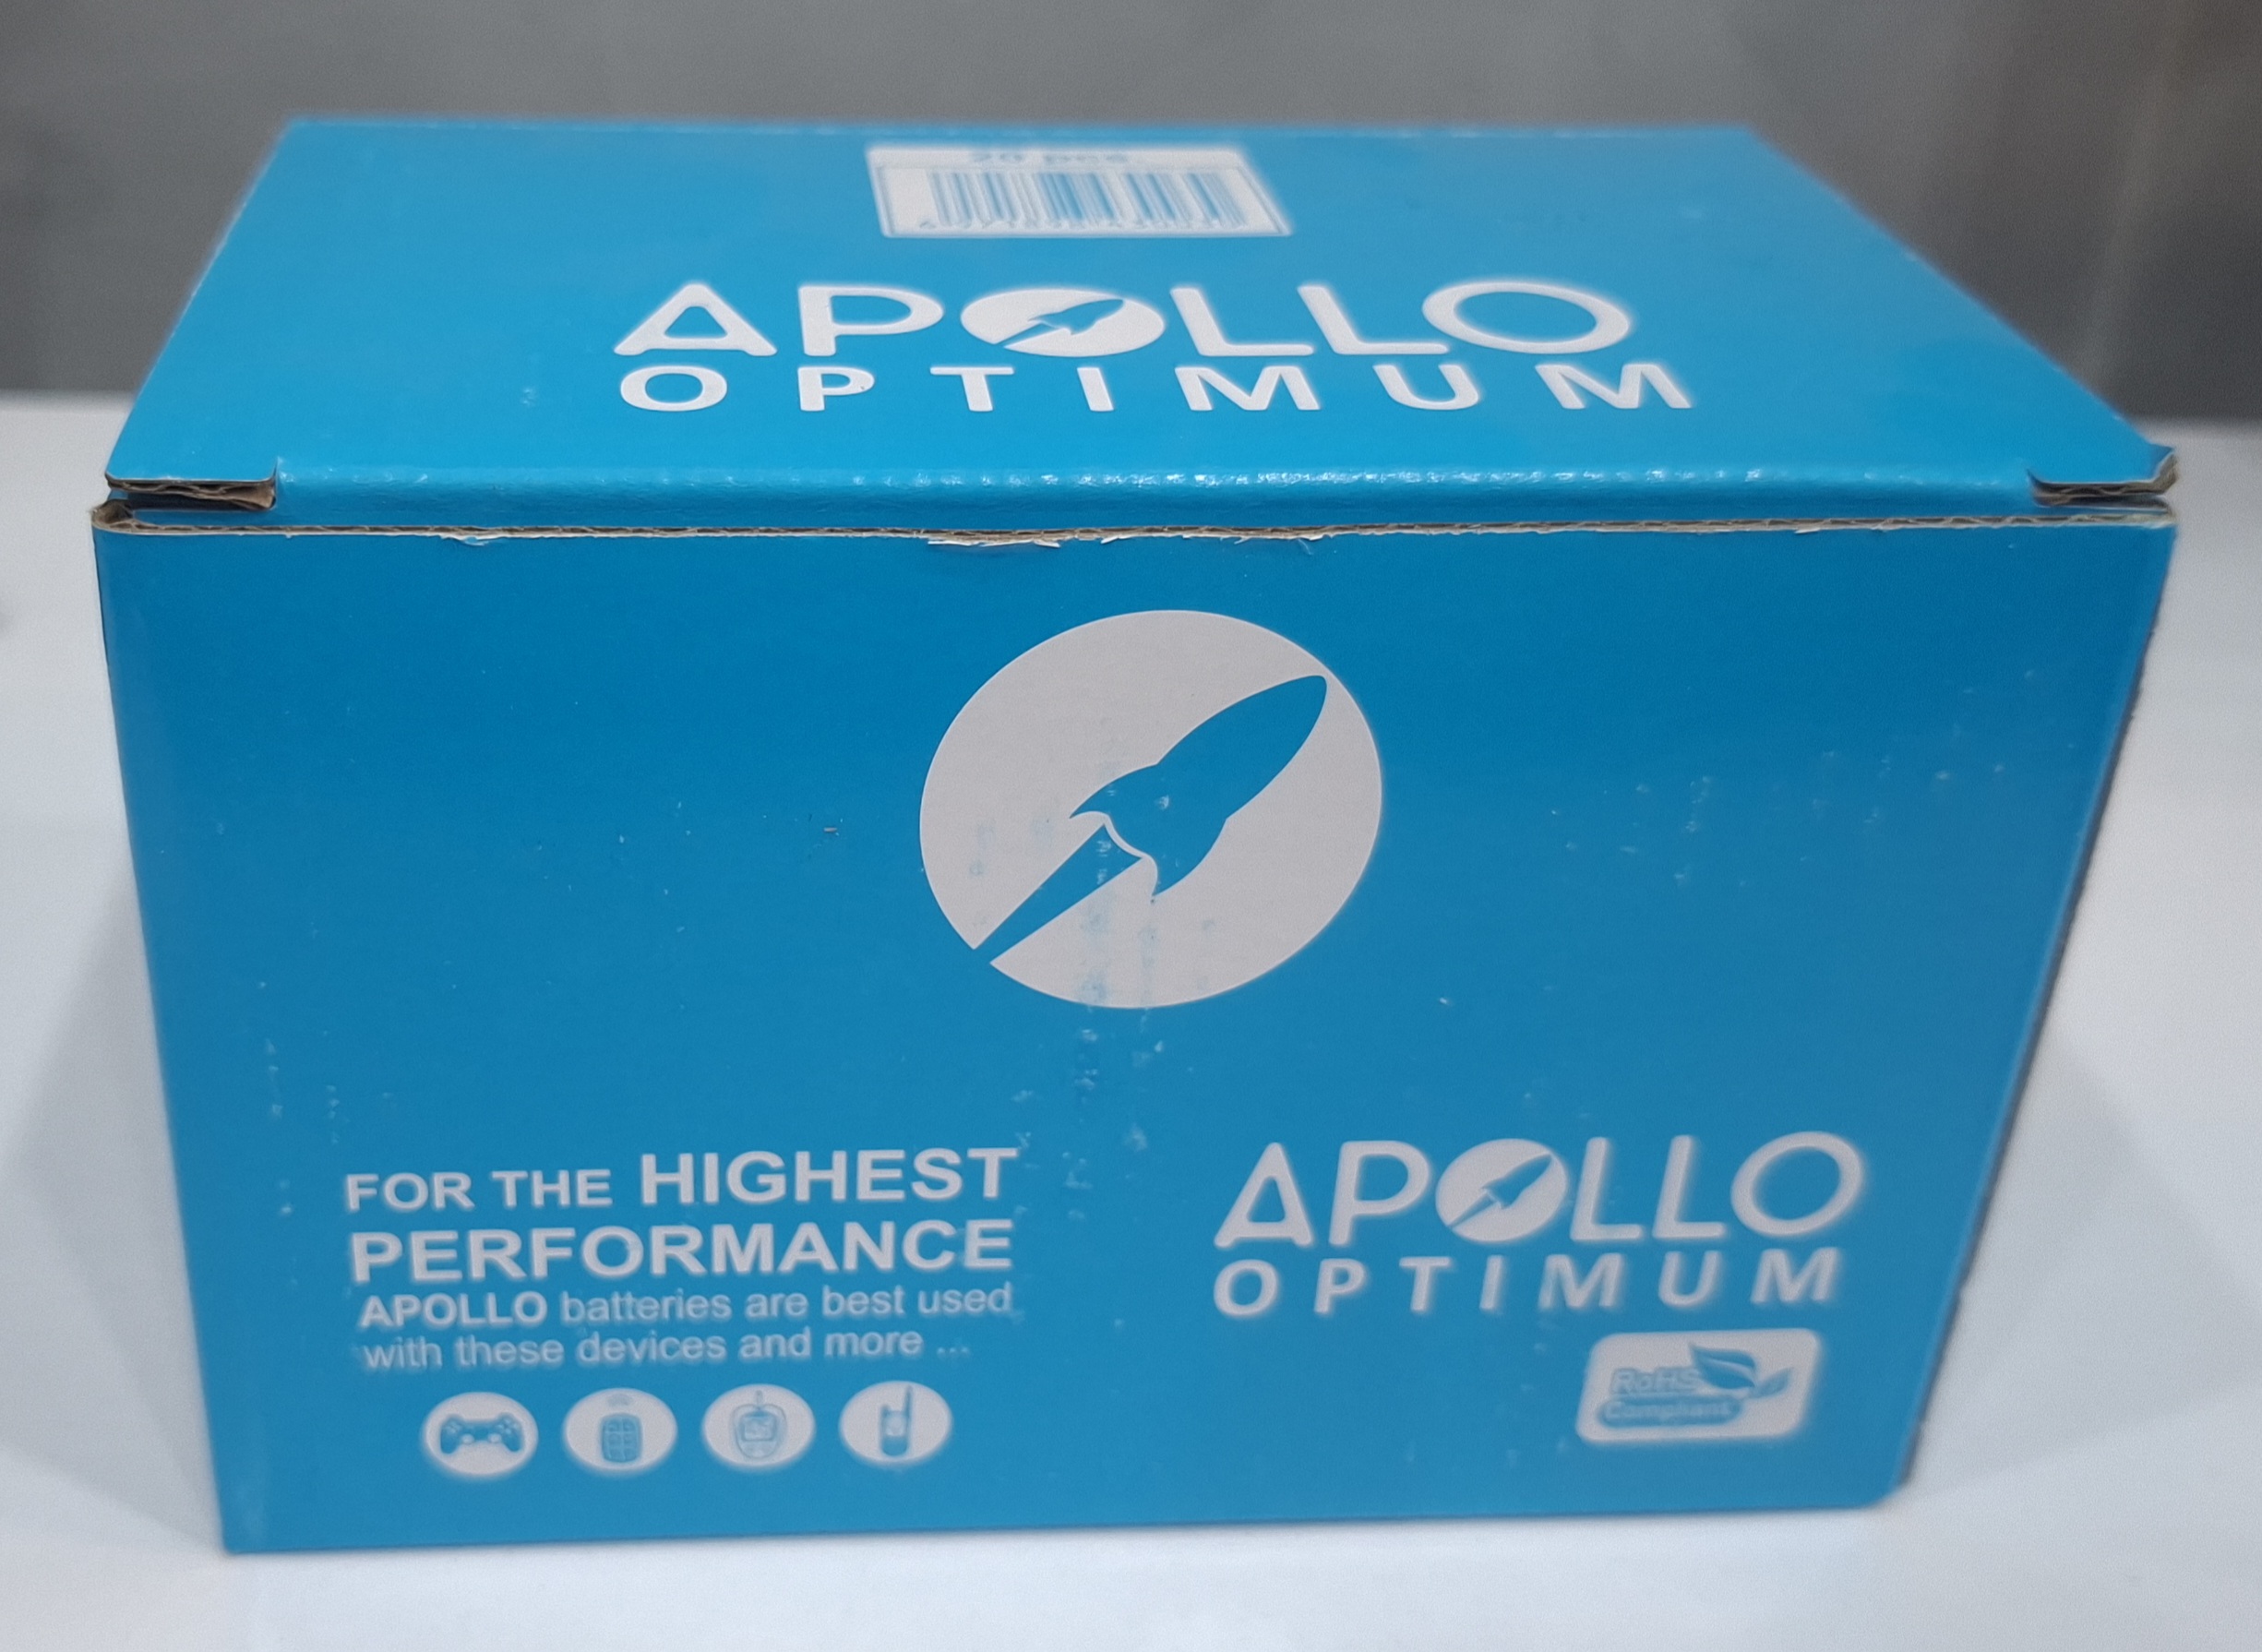 20 pcs
APOLLO
OPTIMUM
FOR THE HIGHEST
PERFORMANCE
APOLLO batteries are best used
with these devices and more ...
APOLLO
OPTIMUM
RoHS
Compliant